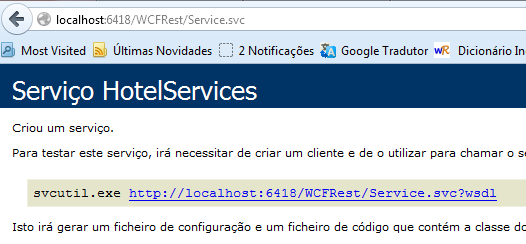 localhost:6418/WCFRest/Service.svc
Most Visited Últimas Novidades 2 Notificações Google Tradutor Dicionário
Serviço HotelServices
Criou um serviço.
Para testar este serviço, irá necessitar de criar um cliente e de o utilizar para chamar o
svcutil.exe http://localhost:6418/WCFRest/Service.svc?wsdl
Isto irá gerar um ficheiro de configuração e um ficheiro de código que contém a classe